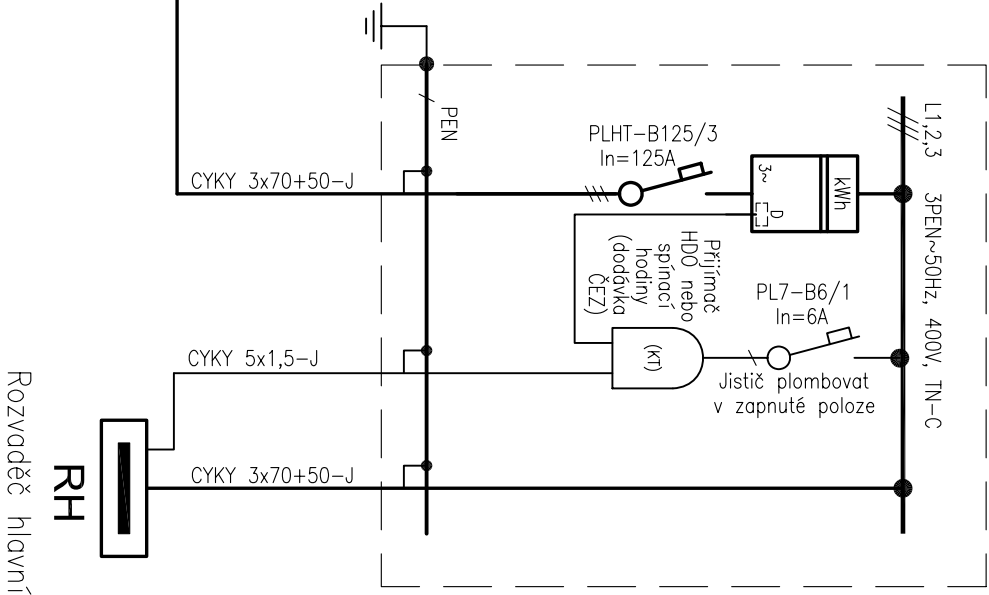 L1,2,3 3PEN~50Hz, 400V, TN-C
PEN
PLHT-B125/3
In=125A
kWh
3~
D
CYKY 3x70+50-J
Přijímač
HDO nebo
spínací
hodiny
(dodávka
ČEZ)
PL7-B6/1
In=6A
(KT)
Jistič plombovat
v zapnuté poloze
CYKY 5x1,5-J
CYKY 3x70+50-J
RH
Rozvaděč hlavní